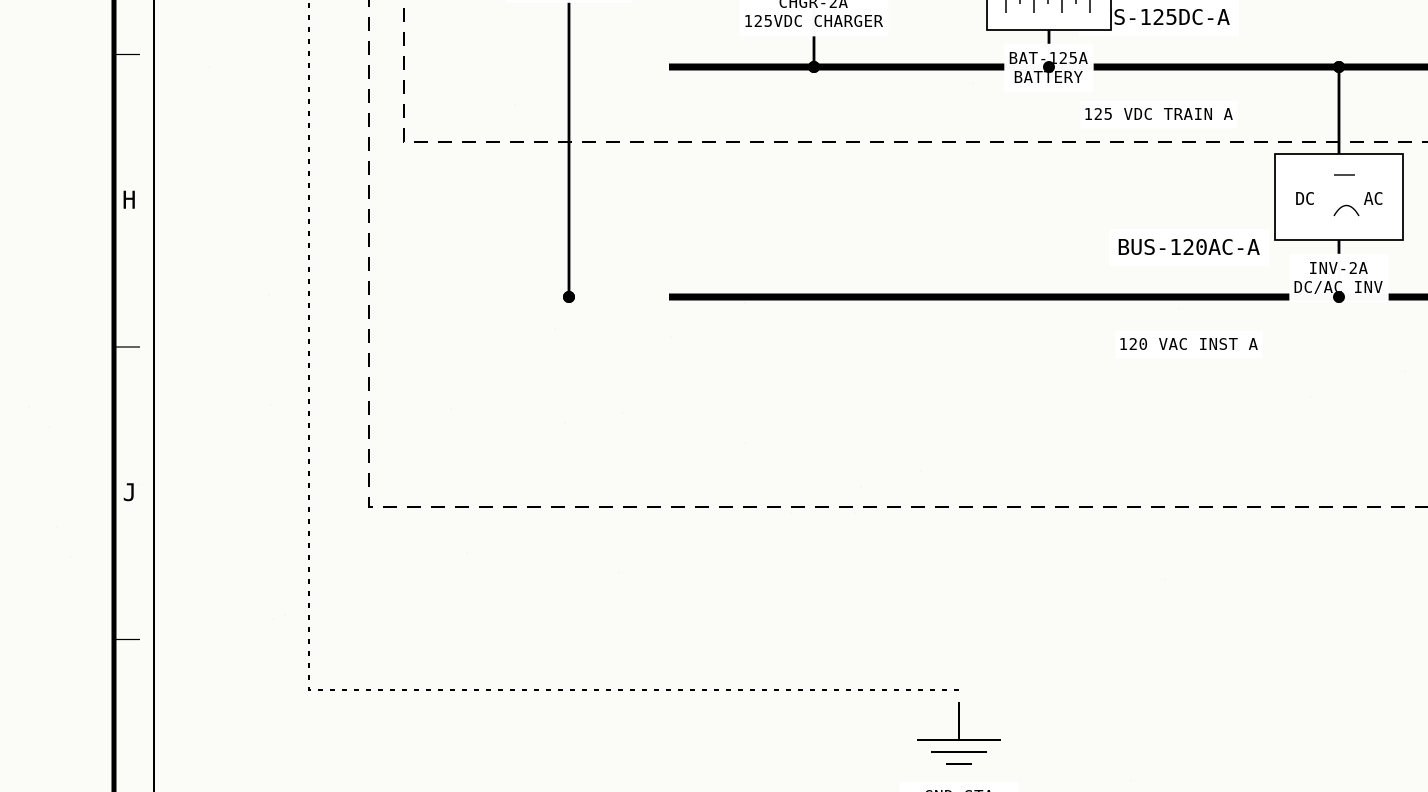 CHGR-2A
125VDC CHARGER
S-125DC-A
BAT-125A
BATTERY
125 VDC TRAIN A
H
DC AC
BUS-120AC-A
INV-2A
DC/AC INV
120 VAC INST A
J